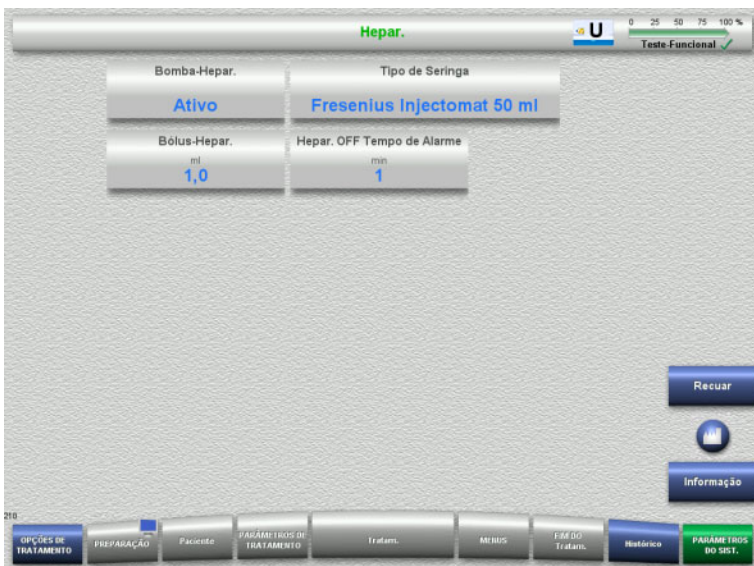 Hepar.
U
0 25 50 75 100 %
Teste-Funcional
Bomba-Hepar.
Ativo
Tipo de Seringa
Fresenius Injectomat 50 ml
Bólus-Hepar.
ml
1,0
Hepar. OFF Tempo de Alarme
min
1
Recuar
Informação
210
OPÇÕES DE
TRATAMENTO
PREPARAÇÃO
Paciente
PARÂMETROS DE
TRATAMENTO
Tratam.
MENUS
FIM DO
Tratam.
Histórico
PARÂMETROS
DO SIST.